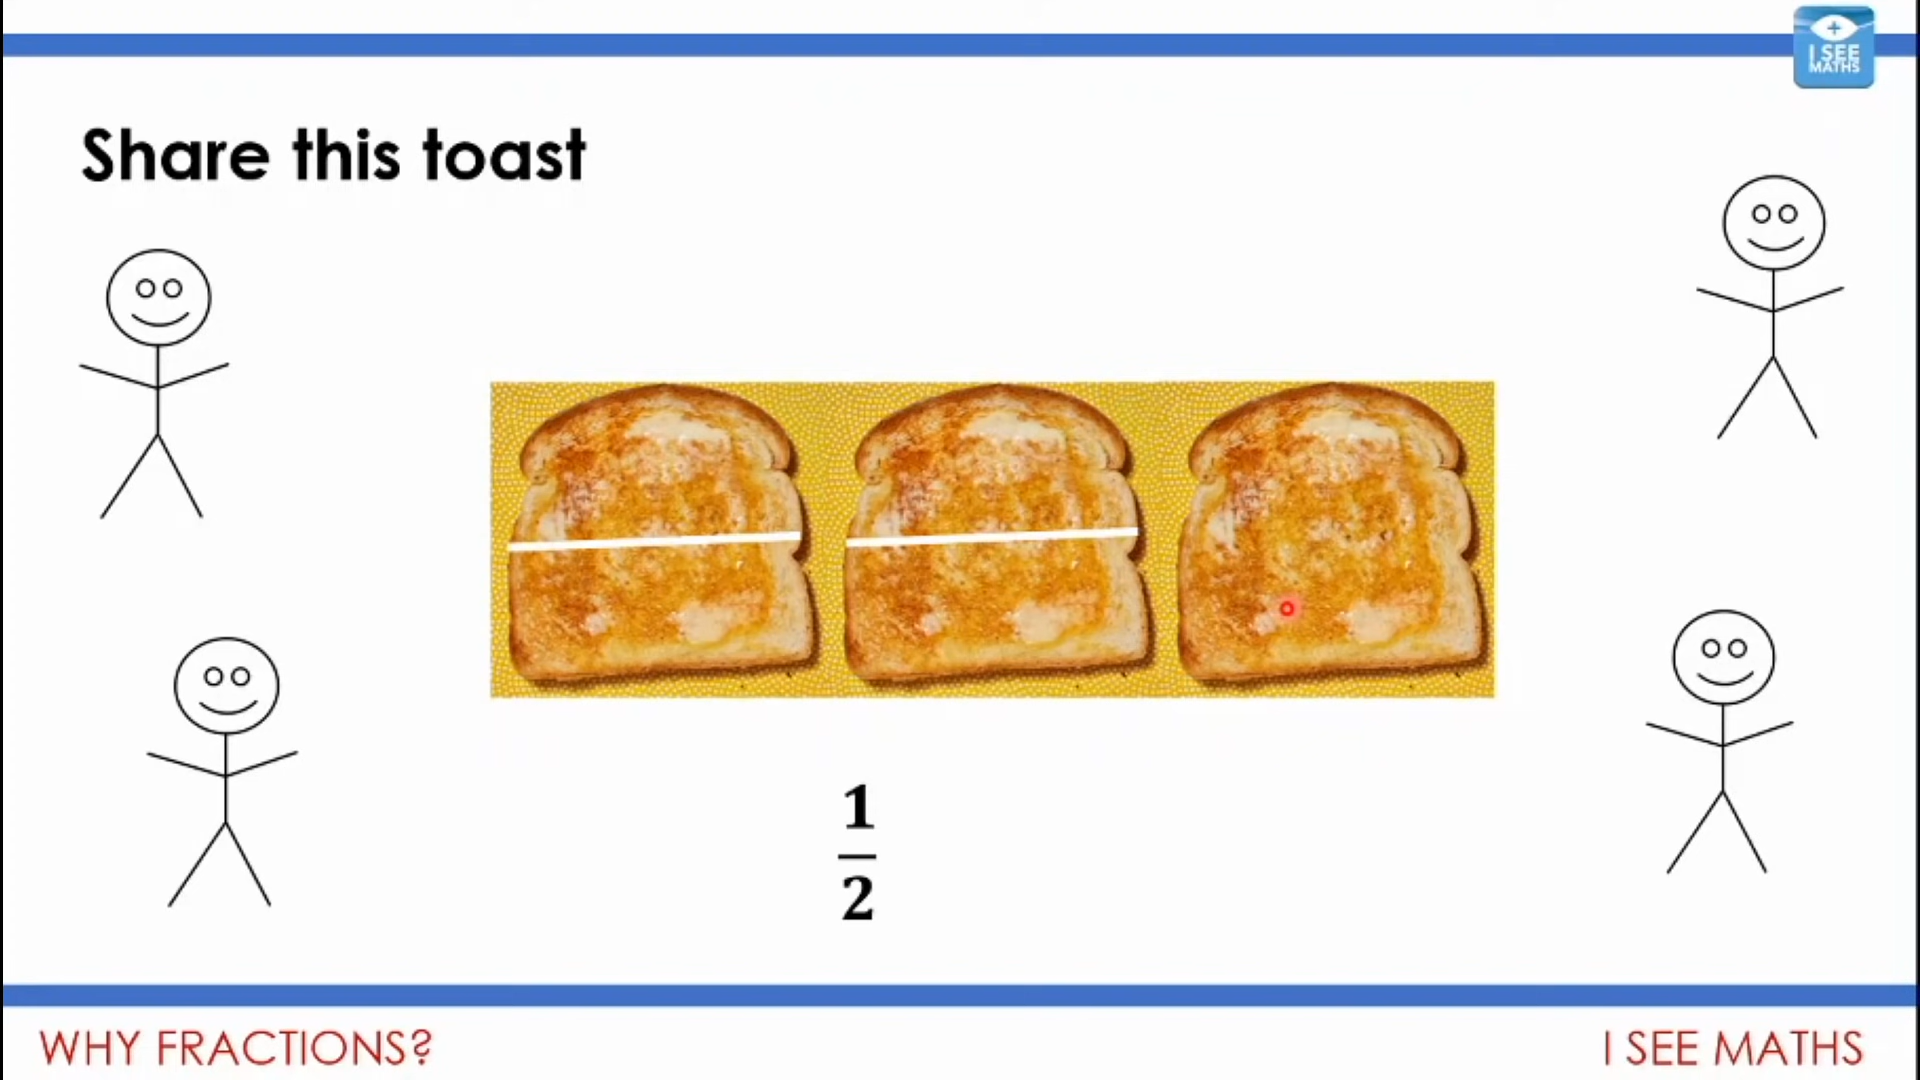 I SEE
MATHS
Share this toast
1
2
WHY FRACTIONS?
I SEE MATHS